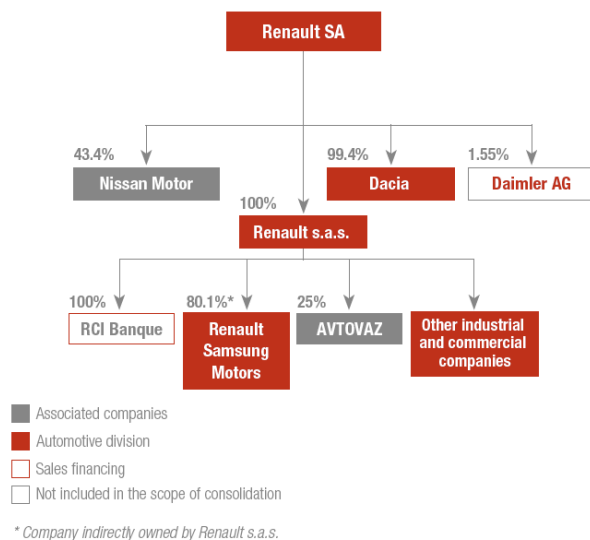 Renault SA
43.4%
Nissan Motor
99.4%
Dacia
1.55%
Daimler AG
100%
Renault s.a.s.
100%
RCI Banque
80.1%*
Renault
Samsung
Motors
25%
AVTOVAZ
Other industrial
and commercial
companies
Associated companies
Automotive division
Sales financing
Not included in the scope of consolidation
* Company indirectly owned by Renault s.a.s.